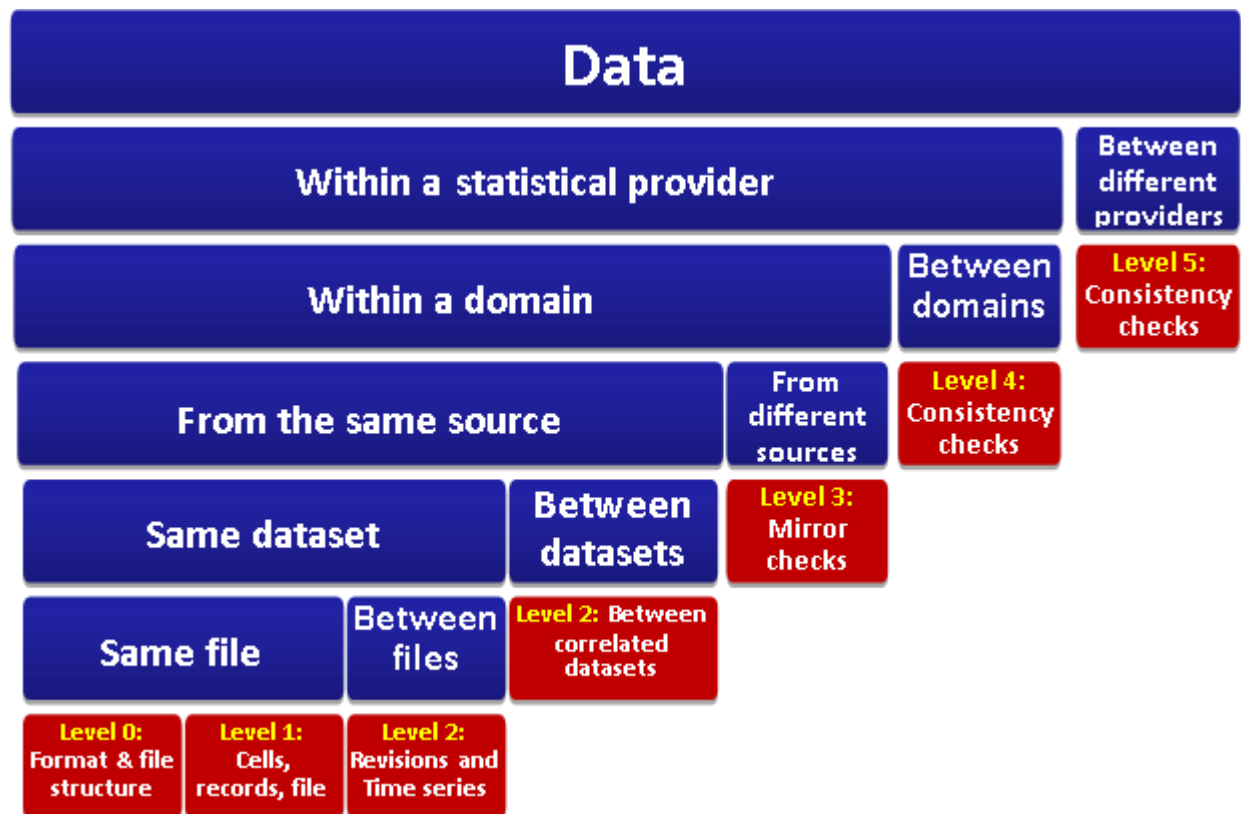 Data
Within a statistical provider
Between
different
providers
Within a domain
Between
domains
Level 5:
Consistency
checks
From the same source
From
different
sources
Level 4:
Consistency
checks
Same dataset
Between
datasets
Level 3:
Mirror
checks
Same file
Between
files
Level 2: Between
correlated
datasets
Level 0:
Format & file
structure
Level 1:
Cells,
records, file
Level 2:
Revisions and
Time series